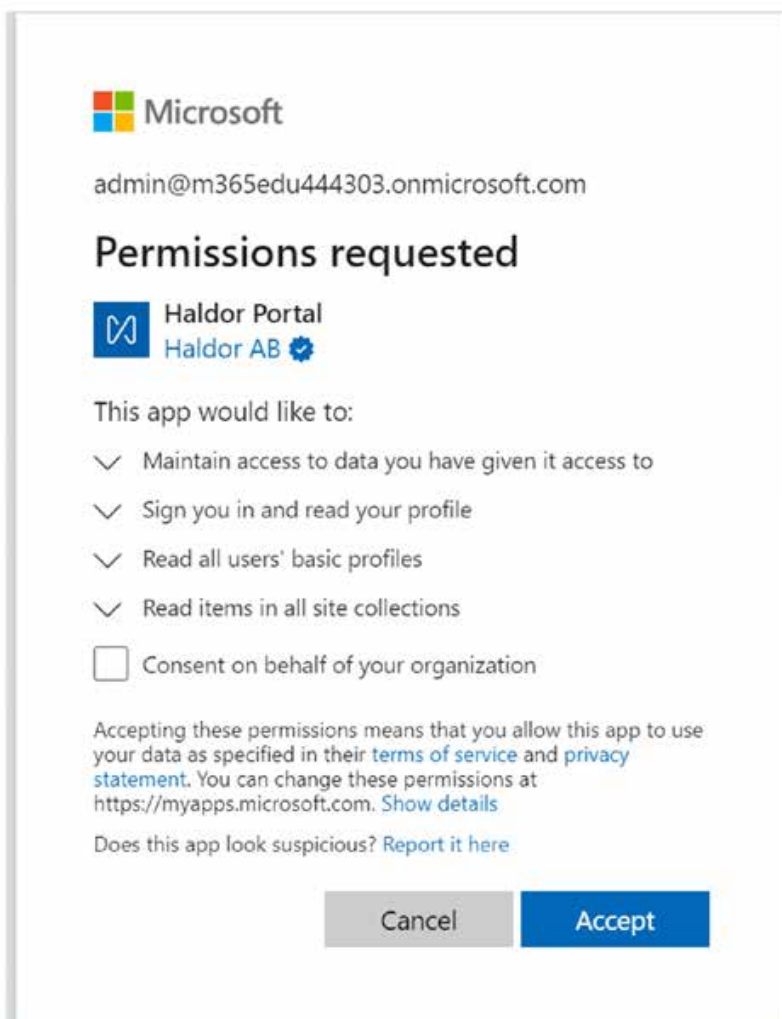 Microsoft
admin@m365edu444303.onmicrosoft.com
Permissions requested
Haldor Portal
Haldor AB
This app would like to:
Maintain access to data you have given it access to
Sign you in and read your profile
Read all users' basic profiles
Read items in all site collections
Consent on behalf of your organization
Accepting these permissions means that you allow this app to use
your data as specified in their terms of service and privacy
statement. You can change these permissions at
https://myapps.microsoft.com. Show details
Does this app look suspicious? Report it here
Cancel Accept